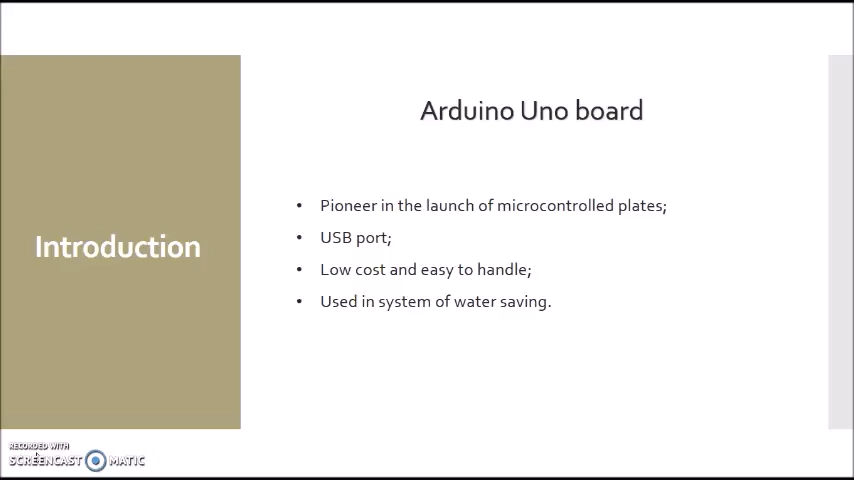 Arduino Uno board
Introduction
• Pioneer in the launch of microcontrolled plates;
• USB port;
• Low cost and easy to handle;
• Used in system of water saving.
RECORDED WITH
SCREENCAST MATIC